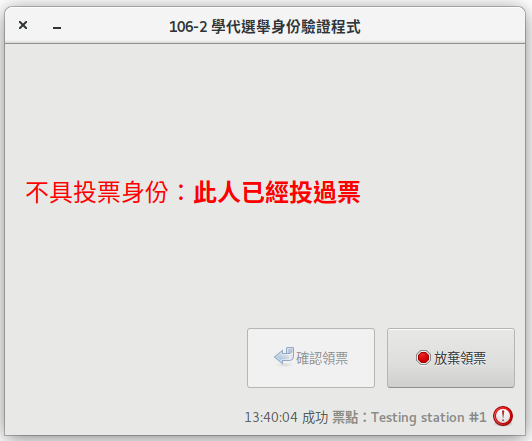 106-2 學代選舉身份驗證程式
不具投票身份：此人已經投過票
確認領票
放棄領票
13:40:04 成功 票點：Testing station #1